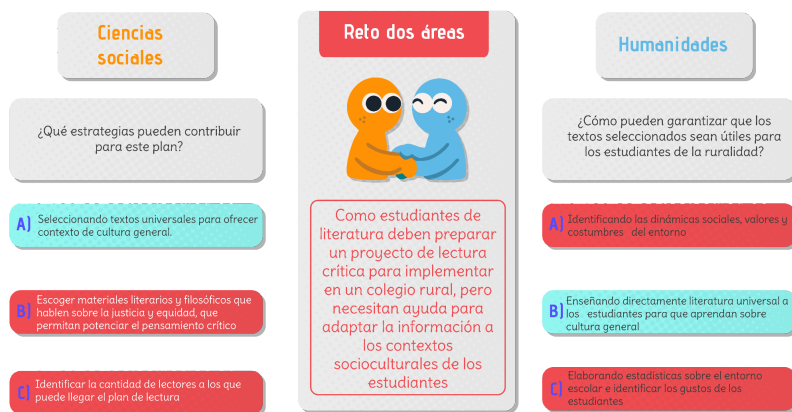 Ciencias
sociales
¿Qué estrategias pueden contribuir
para este plan?
A) Seleccionando textos universales para ofrecer
contexto de cultura general.
B) Escoger materiales literarios y filosóficos que
hablen sobre la justicia y equidad, que
permitan potenciar el pensamiento crítico
C) Identificar la cantidad de lectores a los que
puede llegar el plan de lectura
Reto dos áreas
Como estudiantes de
literatura deben preparar
un proyecto de lectura
crítica para implementar
en un colegio rural, pero
necesitan ayuda para
adaptar la información a
los contextos
socioculturales de los
estudiantes
Humanidades
¿Cómo pueden garantizar que los
textos seleccionados sean útiles para
los estudiantes de la ruralidad?
A) Identificando las dinámicas sociales, valores y
costumbres del entorno
B) Enseñando directamente literatura universal a
los estudiantes para que aprendan sobre
cultura general
C) Elaborando estadísticas sobre el entorno
escolar e identificar los gustos de los
estudiantes